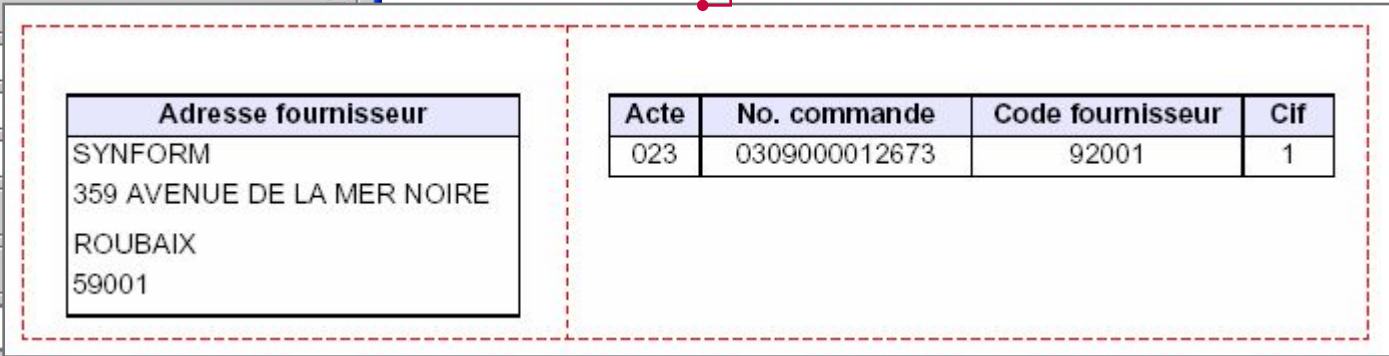 Adresse fournisseur
SYNFORM
359 AVENUE DE LA MER NOIRE
ROUBAIX
59001
Acte No. commande Code fournisseur Cif
023 0309000012673 92001 1